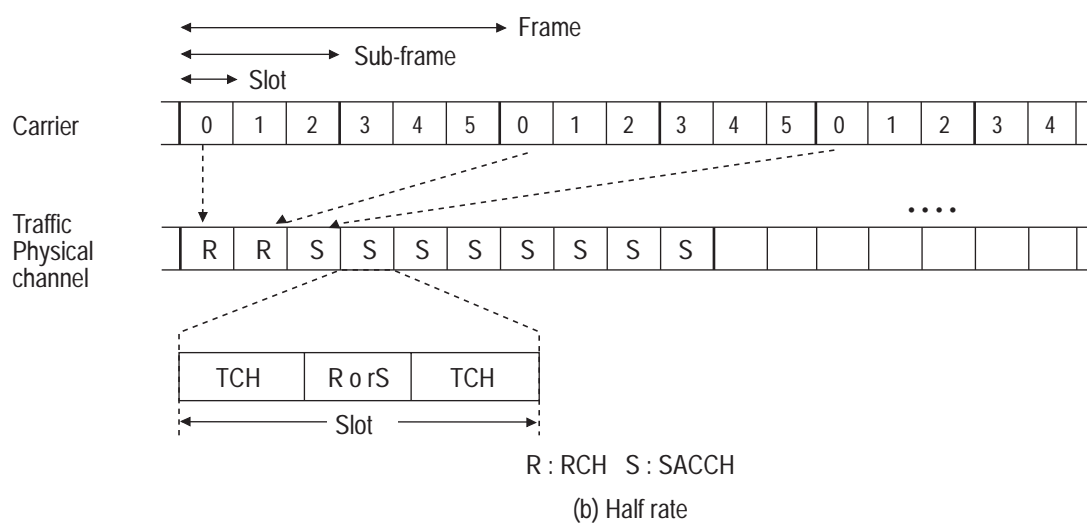 Frame
Sub-frame
Slot
Carrier 0 1 2 3 4 5 0 1 2 3 4 5 0 1 2 3 4
....
Traffic
Physical
channel
R R S S S S S S S S
TCH R o rS TCH
Slot
R : RCH S : SACCH
(b) Half rate